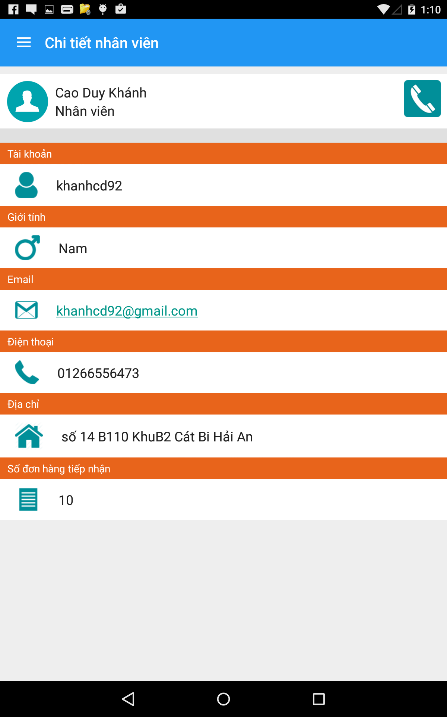 1:10
Chi tiết nhân viên
Cao Duy Khánh
Nhân viên
Tài khoản
khanhcd92
Giới tính
Nam
Email
khanhcd92@gmail.com
Điện thoại
01266556473
Địa chỉ
số 14 B110 KhuB2 Cát Bi Hải An
Số đơn hàng tiếp nhận
10